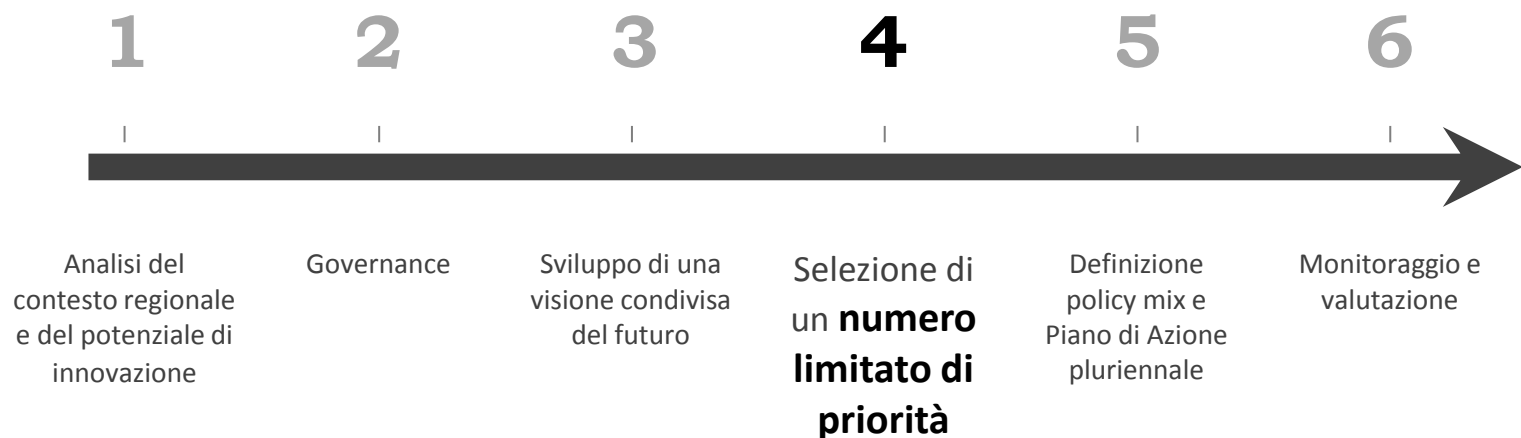 1 2 3 4 5 6
Analisi del
contesto regionale
e del potenziale di
innovazione
Governance
Sviluppo di una
visione condivisa
del futuro
Selezione di
un numero
limitato di
priorità
Definizione
policy mix e
Piano di Azione
pluriennale
Monitoraggio e
valutazione